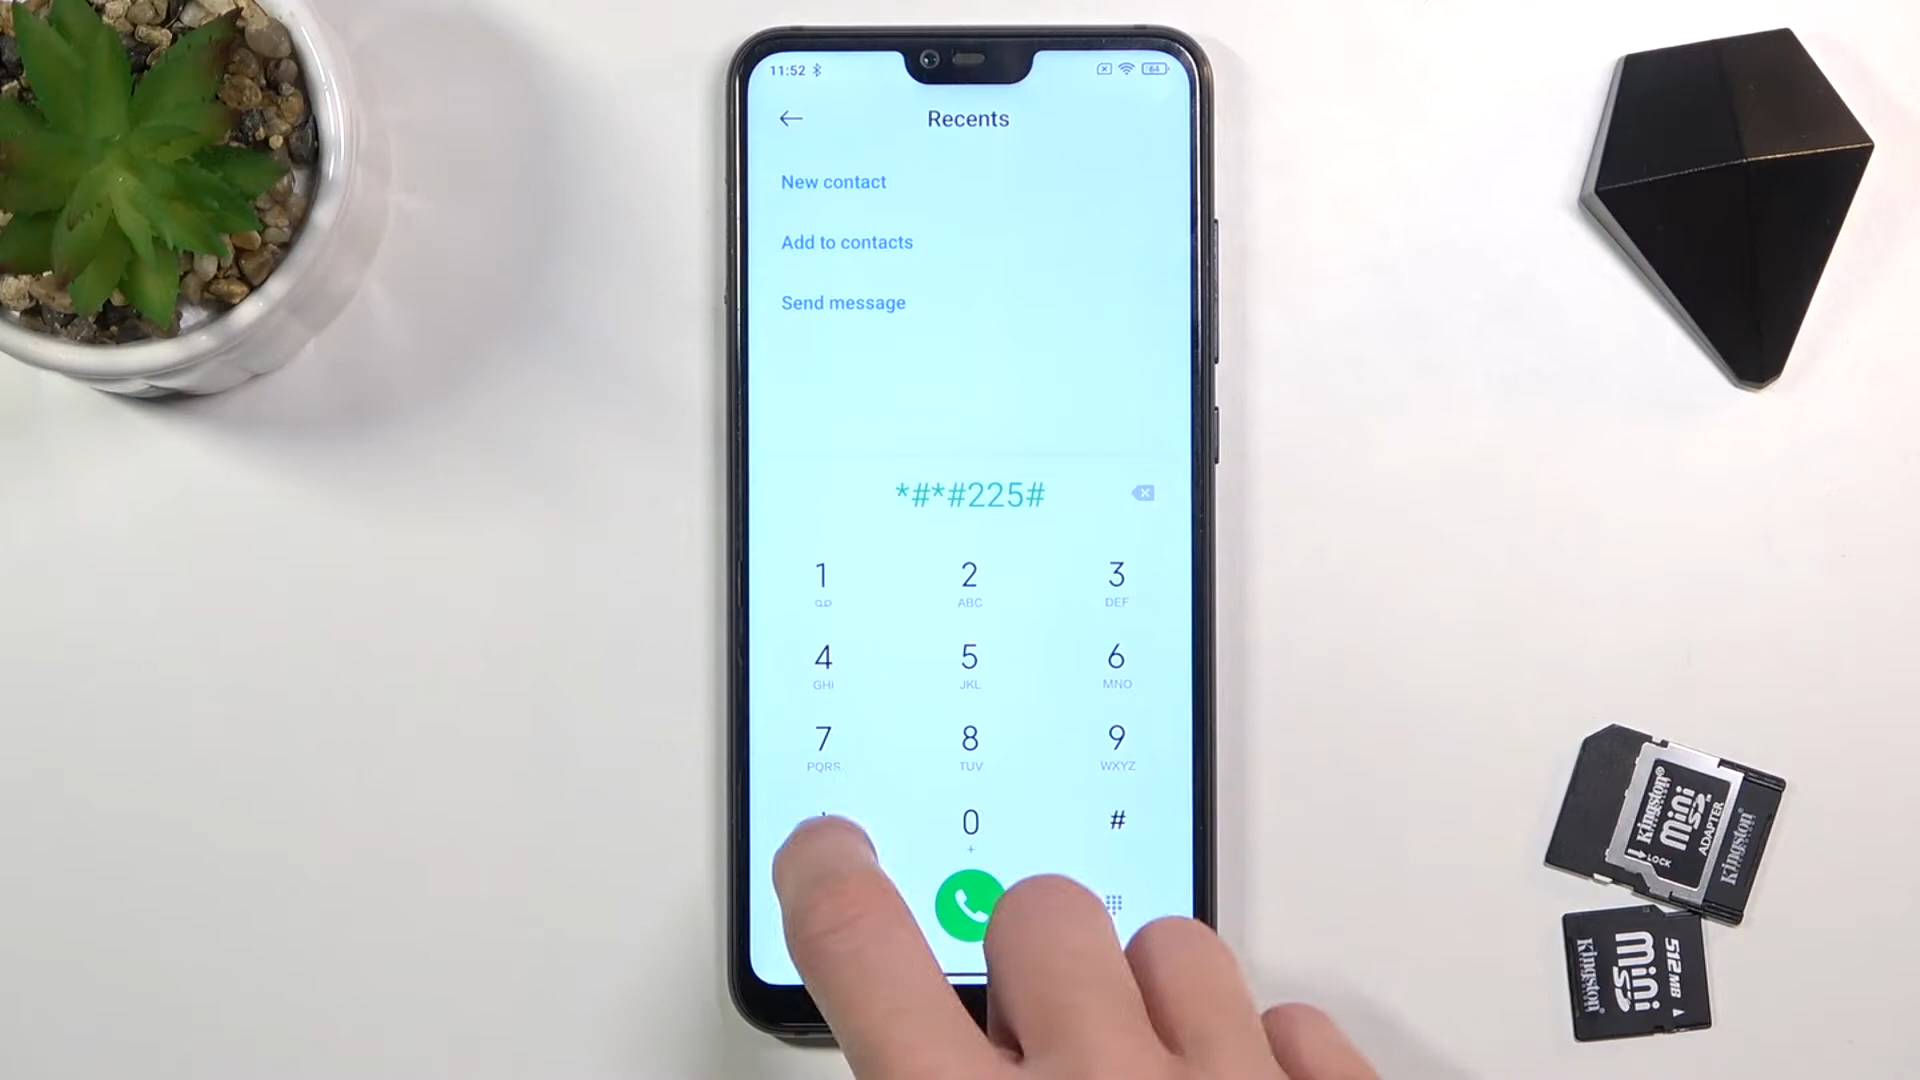 11:52
64
Recents
New contact
Add to contacts
Send message
*#*#225#
1
2
ABC
3
DEF
4
GHI
5
JKL
6
MNO
7
PQRS
8
TUV
9
WXYZ
0
+
#
Kingston®
Mini
SD
ADAPTER
LOCK
Kingston
512MB
Mini
SD
Kingston